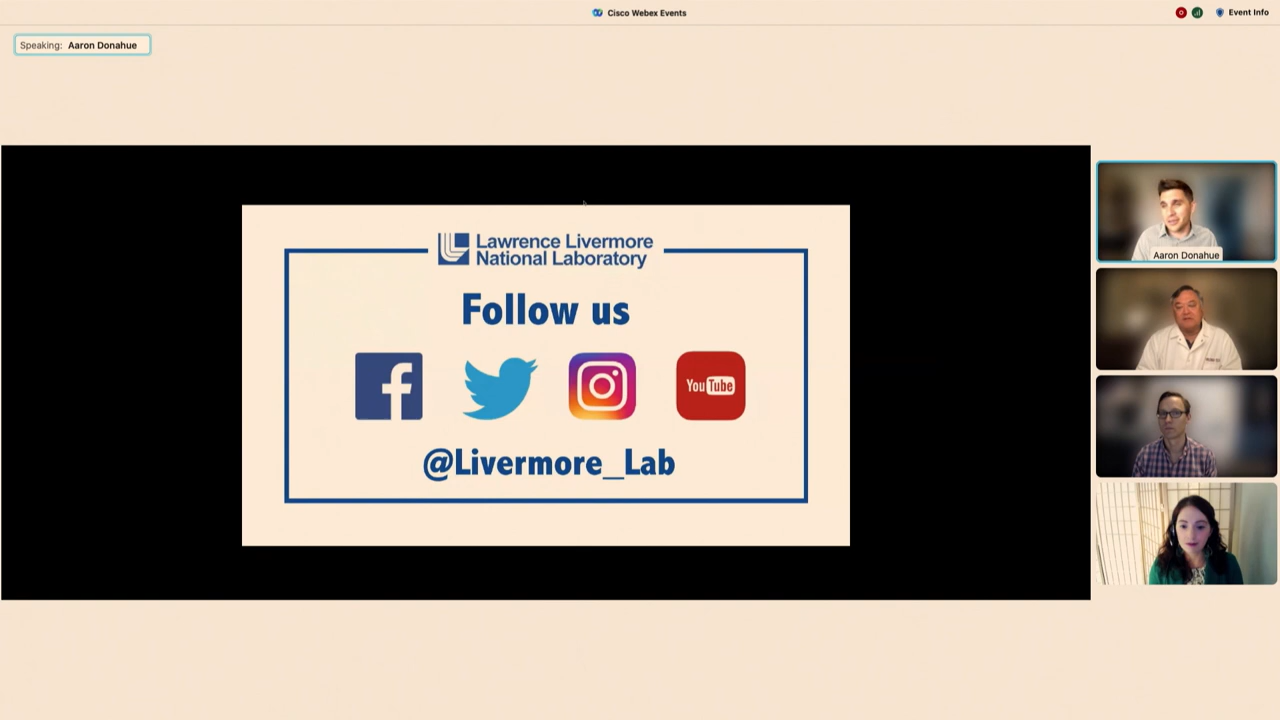 Cisco Webex Events
Event Info
Speaking: Aaron Donahue
Lawrence Livermore
National Laboratory
Follow us
f
You Tube
@Livermore_Lab
Aaron Donahue